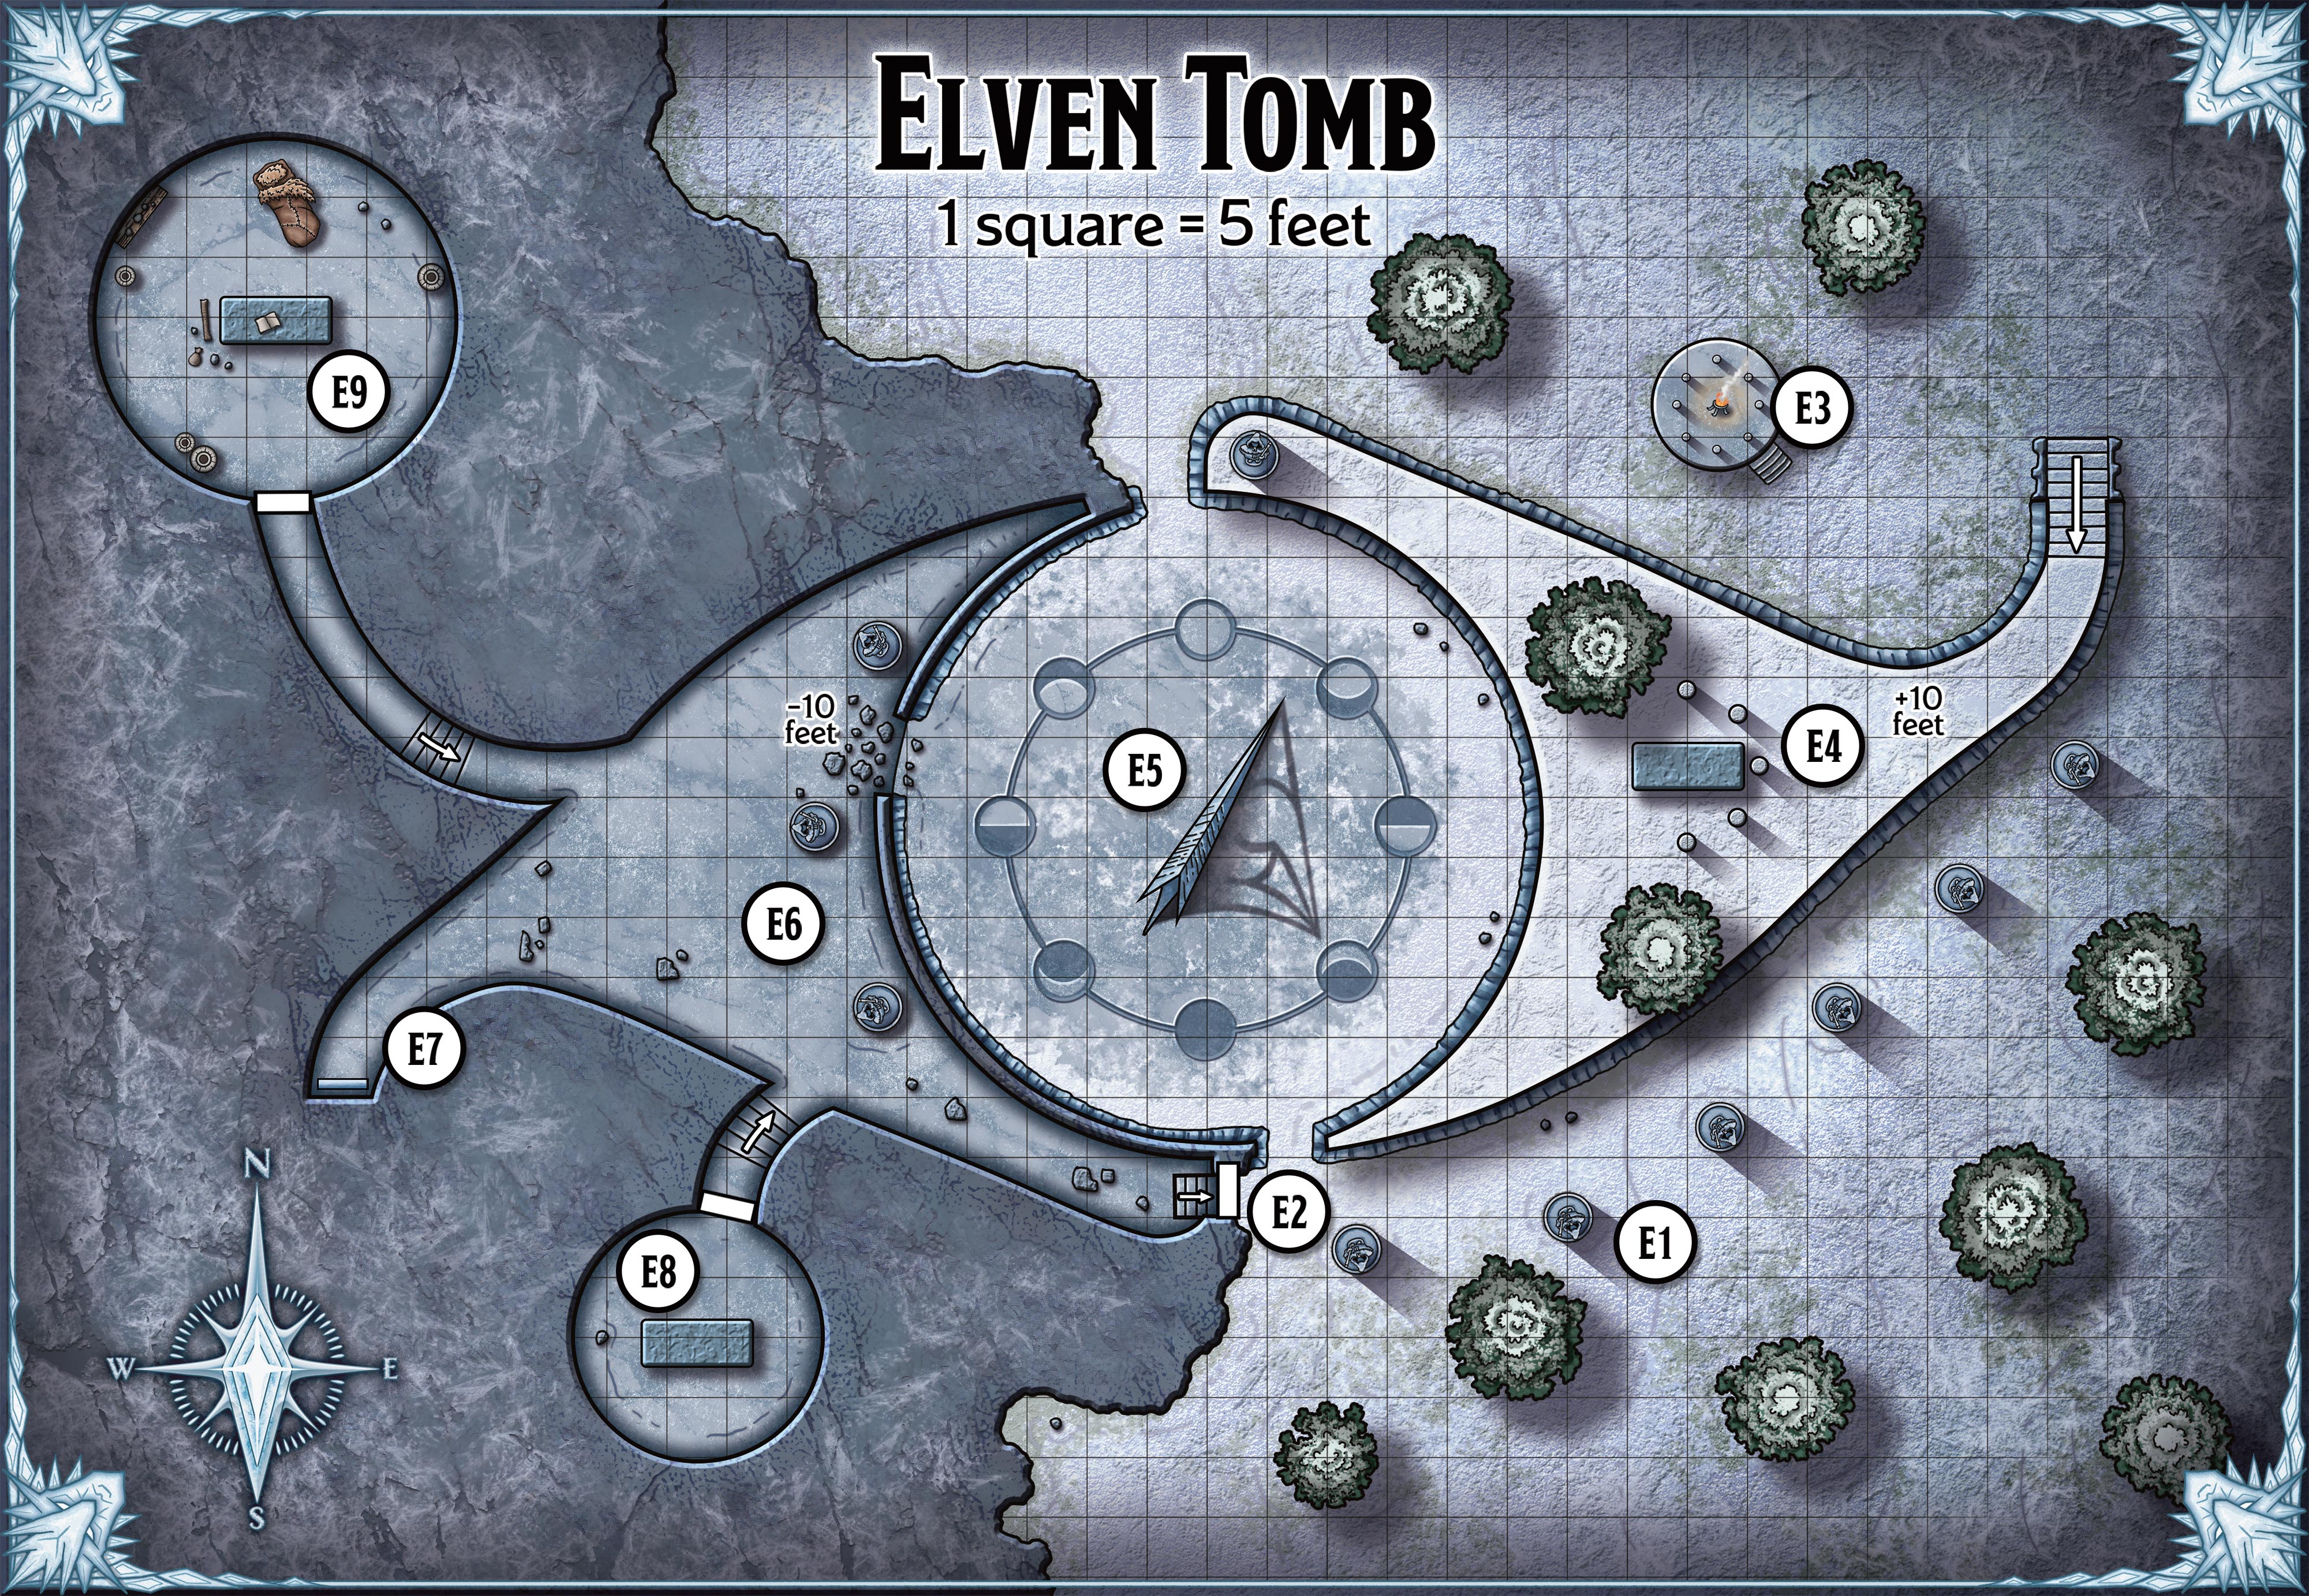 ELVEN TOMB
1 square = 5 feet
E9
E3
-10
feet
+10
feet
E4
E5
E6
E7
E2
E1
E8
N
W
E
S